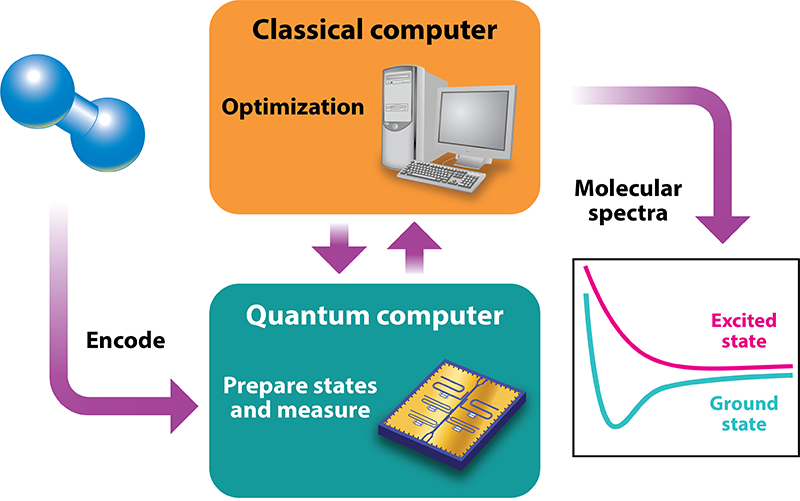 Classical computer
Optimization
Molecular
spectra
Encode
Quantum computer
Prepare states
and measure
Excited
state
Ground
state